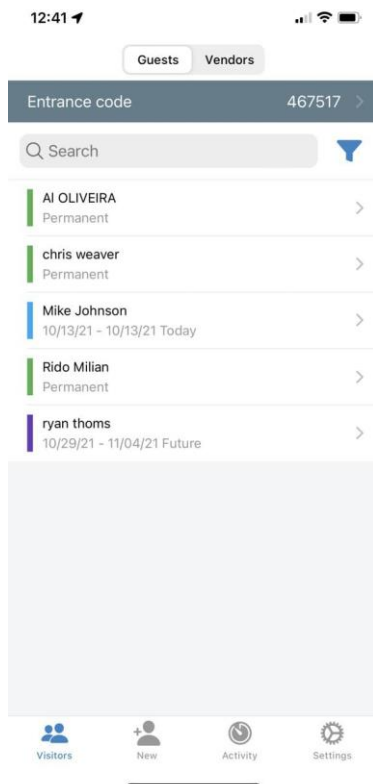 12:41
Guests Vendors
Entrance code 467517
Search
Al OLIVEIRA
Permanent
chris weaver
Permanent
Mike Johnson
10/13/21 - 10/13/21 Today
Rido Milian
Permanent
ryan thoms
10/29/21 - 11/04/21 Future
Visitors New Activity Settings